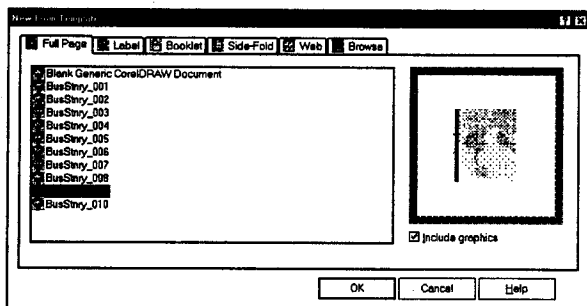 New From Template
Full Page Label Booklet Side-Fold Web Browse
Blank Generic CorelDRAW Document
BusStnry_001
BusStnry_002
BusStnry_003
BusStnry_004
BusStnry_005
BusStnry_006
BusStnry_007
BusStnry_008
BusStnry_010
Include graphics
OK Cancel Help